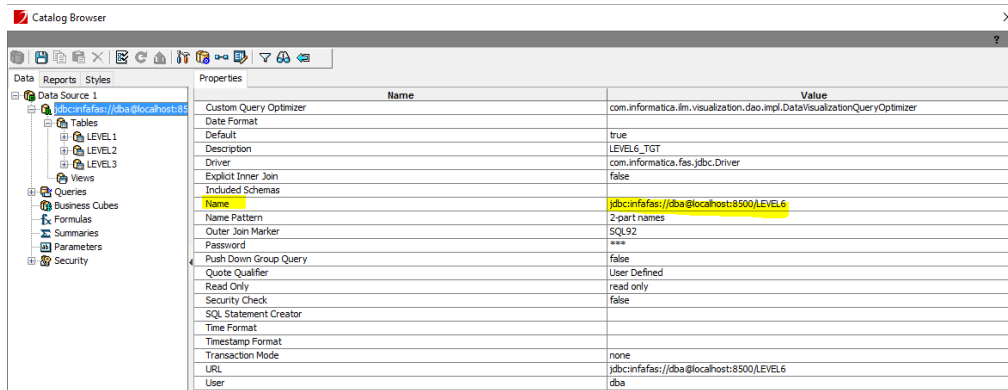 Catalog Browser
?
Data Reports Styles
Properties
Data Source 1
jdbc:infafas://dba@localhost:85
Tables
LEVEL1
LEVEL2
LEVEL3
Views
Queries
Business Cubes
Formulas
Summaries
Parameters
Security
Name Value
Custom Query Optimizer com.informatica.ilm.visualization.dao.impl.DataVisualizationQueryOptimizer
Date Format
Default true
Description LEVEL6_TGT
Driver com.informatica.fas.jdbc.Driver
Explicit Inner Join false
Included Schemas
Name jdbc:infafas://dba@localhost:8500/LEVEL6
Name Pattern 2-part names
Outer Join Marker SQL92
Password ***
Push Down Group Query false
Quote Qualifier User Defined
Read Only read only
Security Check false
SQL Statement Creator
Time Format
Timestamp Format
Transaction Mode none
URL jdbc:infafas://dba@localhost:8500/LEVEL6
User dba